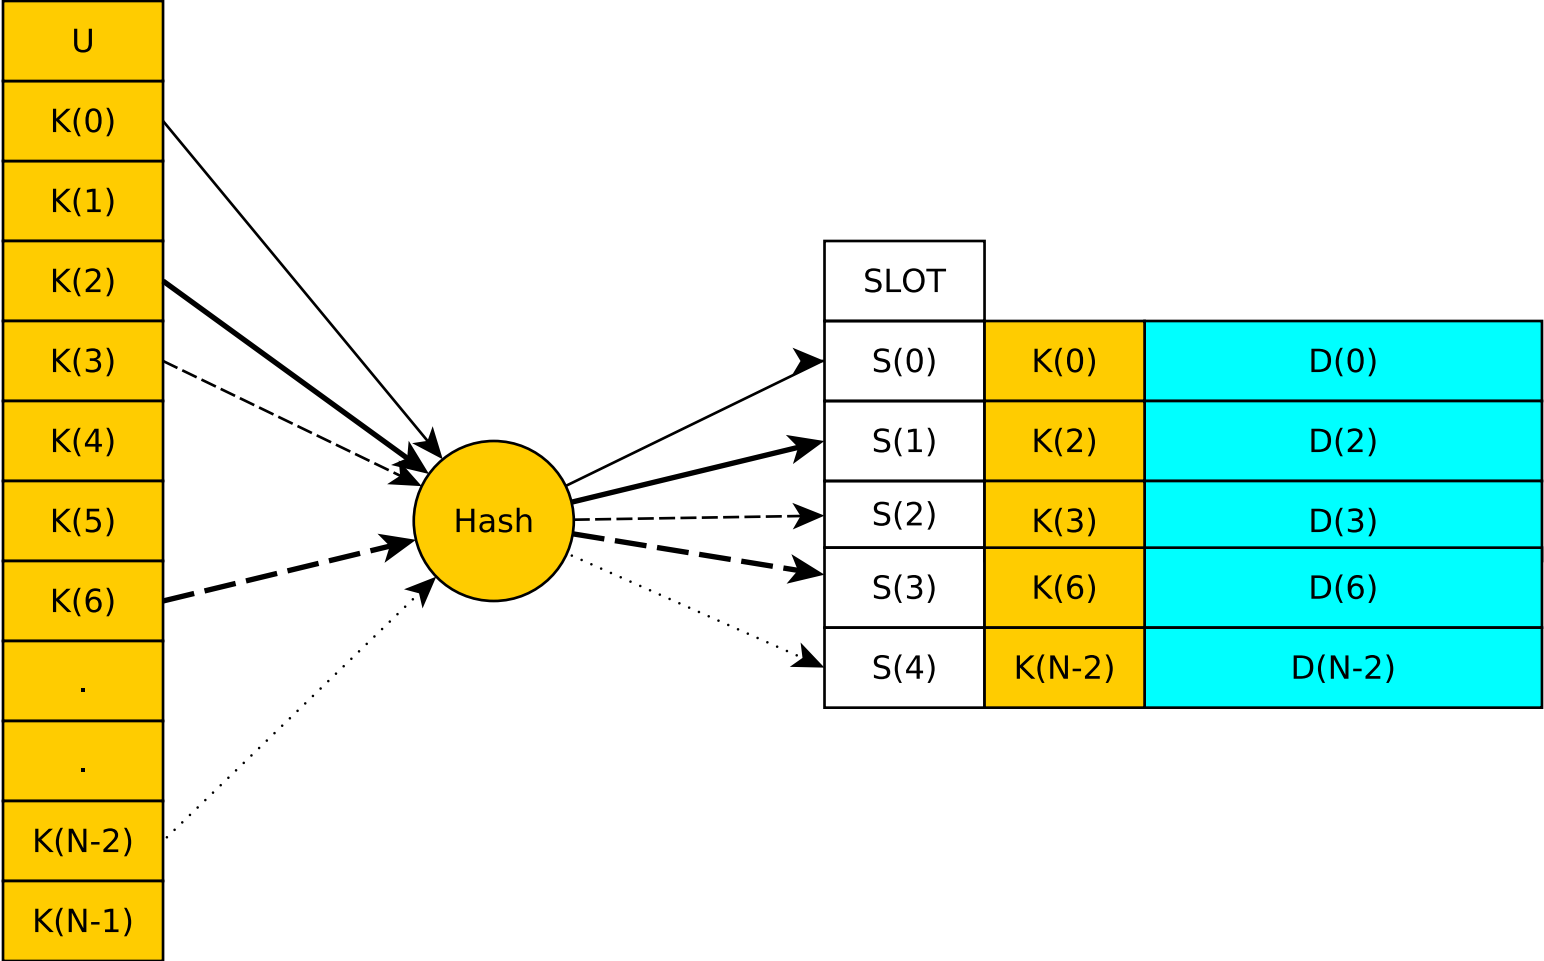 U
K(0)
K(1)
K(2)
K(3)
K(4)
K(5)
K(6)
.
.
K(N-2)
K(N-1)
Hash
SLOT
S(0) K(0) D(0)
S(1) K(2) D(2)
S(2) K(3) D(3)
S(3) K(6) D(6)
S(4) K(N-2) D(N-2)